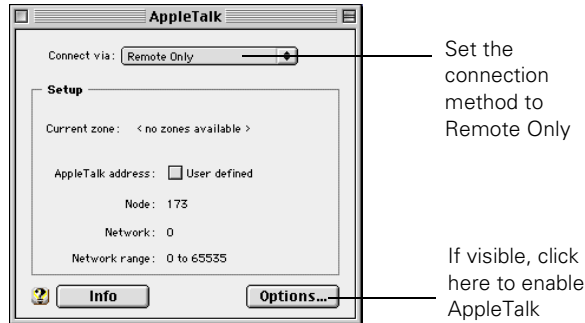 AppleTalk
Connect via: Remote Only
Setup
Current zone: < no zones available >
AppleTalk address: User defined
Node: 173
Network: 0
Network range: 0 to 65535
Info
Options...
Set the
connection
method to
Remote Only
If visible, click
here to enable
AppleTalk